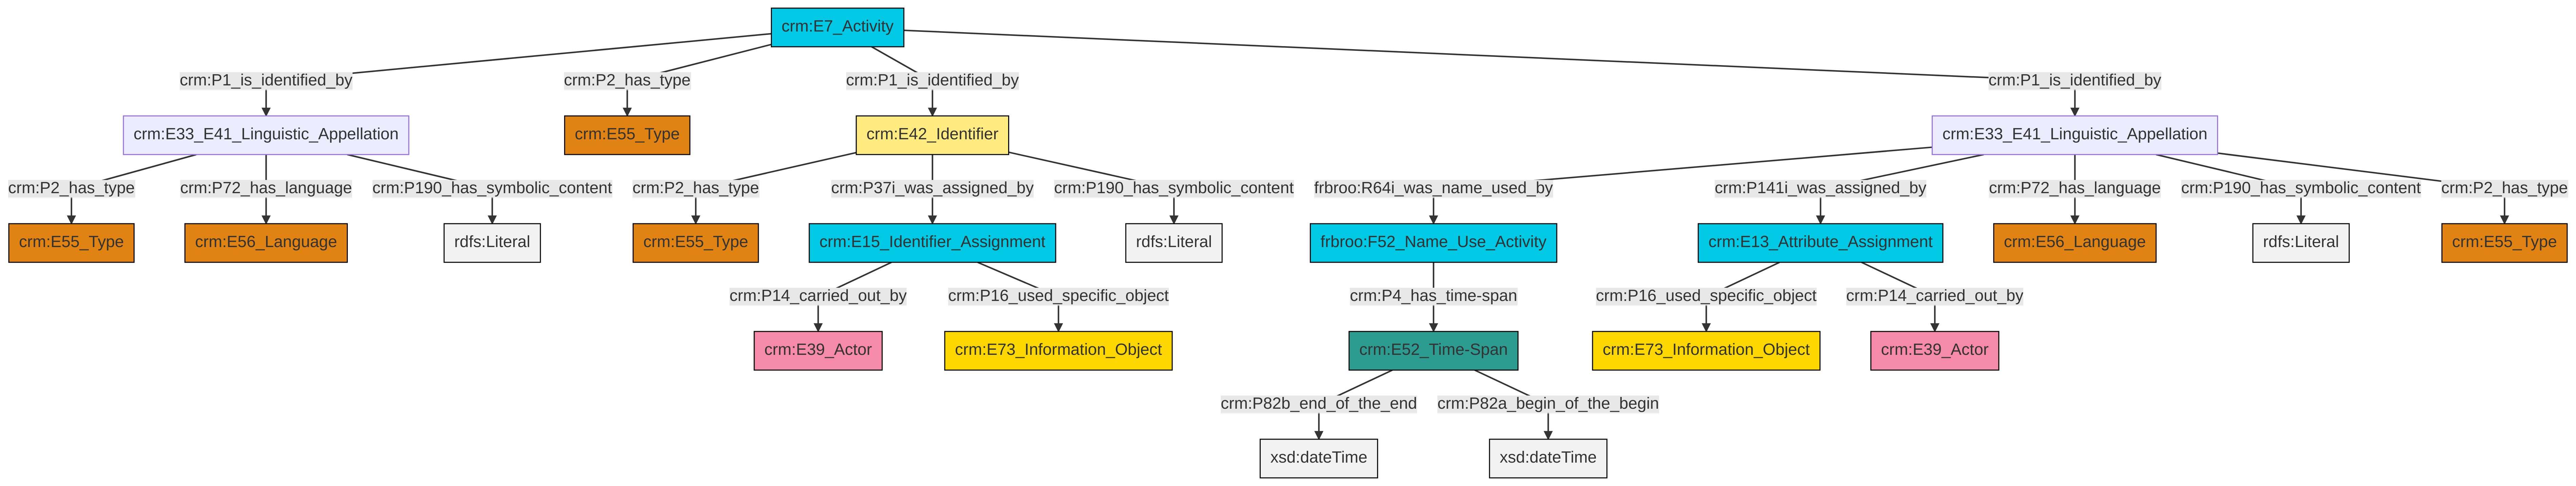 crm:E7_Activity
crm:P1_is_identified_by
crm:P2_has_type
crm:P1_is_identified_by
crm:P1_is_identified_by
crm:E33_E41_Linguistic_Appellation
crm:E55_Type
crm:E42_Identifier
crm:E33_E41_Linguistic_Appellation
crm:P2_has_type
crm:P72_has_language
crm:P190_has_symbolic_content
crm:P2_has_type
crm:P37i_was_assigned_by
crm:P190_has_symbolic_content
frbroo:R64i_was_name_used_by
crm:P141i_was_assigned_by
crm:P72_has_language
crm:P190_has_symbolic_content
crm:P2_has_type
crm:E55_Type
crm:E56_Language
rdfs:Literal
crm:E55_Type
crm:E15_Identifier_Assignment
rdfs:Literal
frbroo:F52_Name_Use_Activity
crm:E13_Attribute_Assignment
crm:E56_Language
rdfs:Literal
crm:E55_Type
crm:P14_carried_out_by
crm:P16_used_specific_object
crm:P4_has_time-span
crm:P16_used_specific_object
crm:P14_carried_out_by
crm:E39_Actor
crm:E73_Information_Object
crm:E52_Time-Span
crm:E73_Information_Object
crm:E39_Actor
crm:P82b_end_of_the_end
crm:P82a_begin_of_the_begin
xsd:dateTime
xsd:dateTime